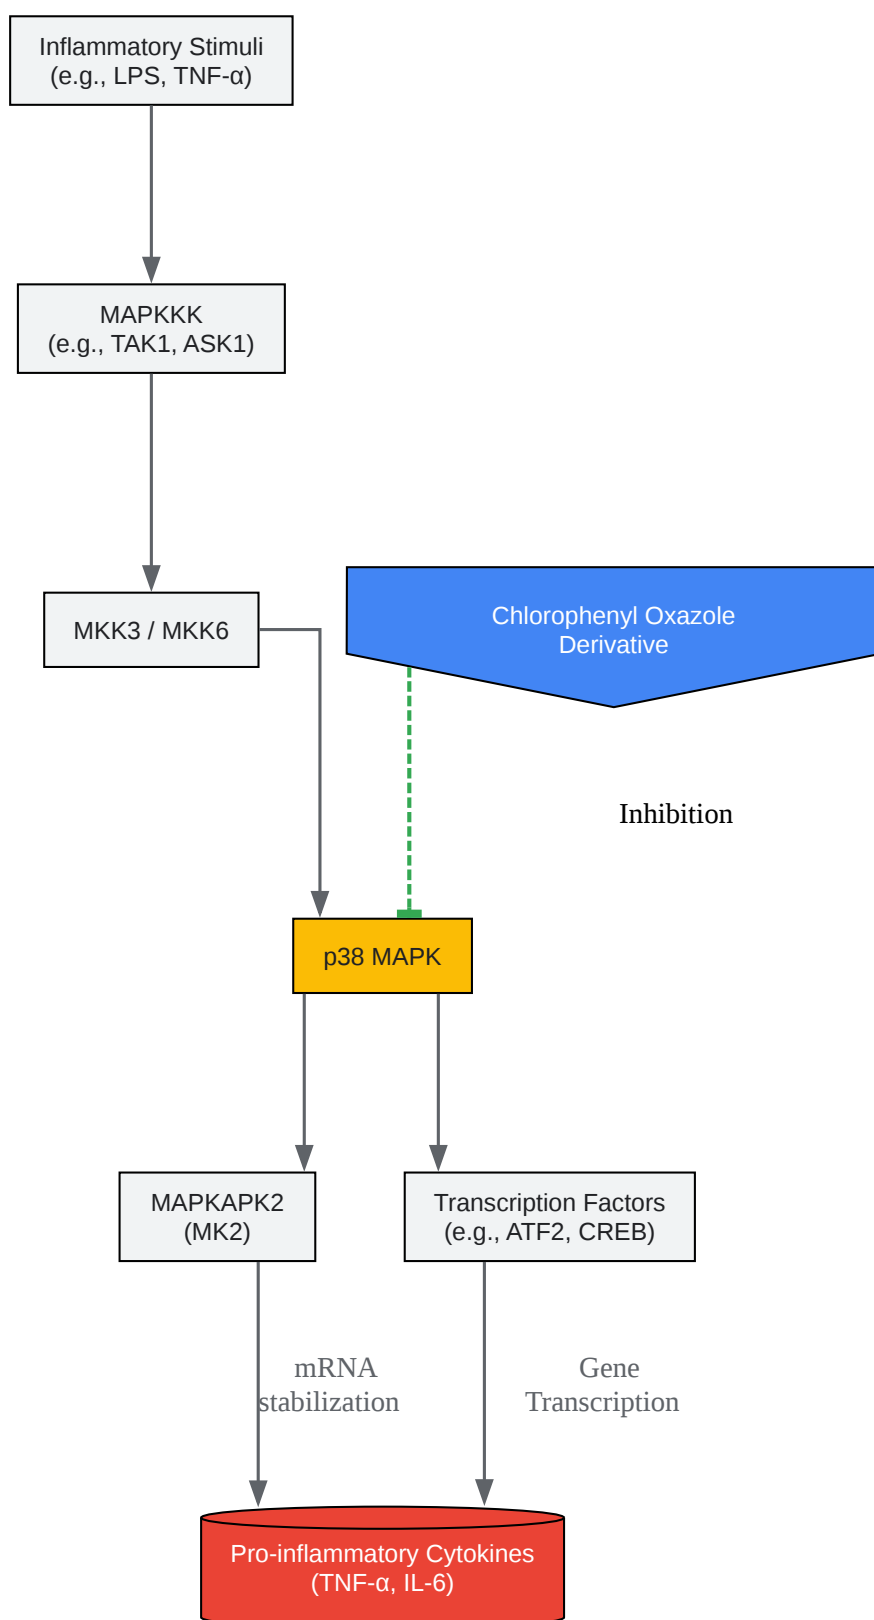 Inflammatory Stimuli
(e.g., LPS, TNF-α)
MAPKKK
(e.g., TAK1, ASK1)
MKK3 / MKK6
Chlorophenyl Oxazole
Derivative
Inhibition
p38 MAPK
MAPKAPK2
(MK2)
Transcription Factors
(e.g., ATF2, CREB)
mRNA
stabilization
Gene
Transcription
Pro-inflammatory Cytokines
(TNF-α, IL-6)